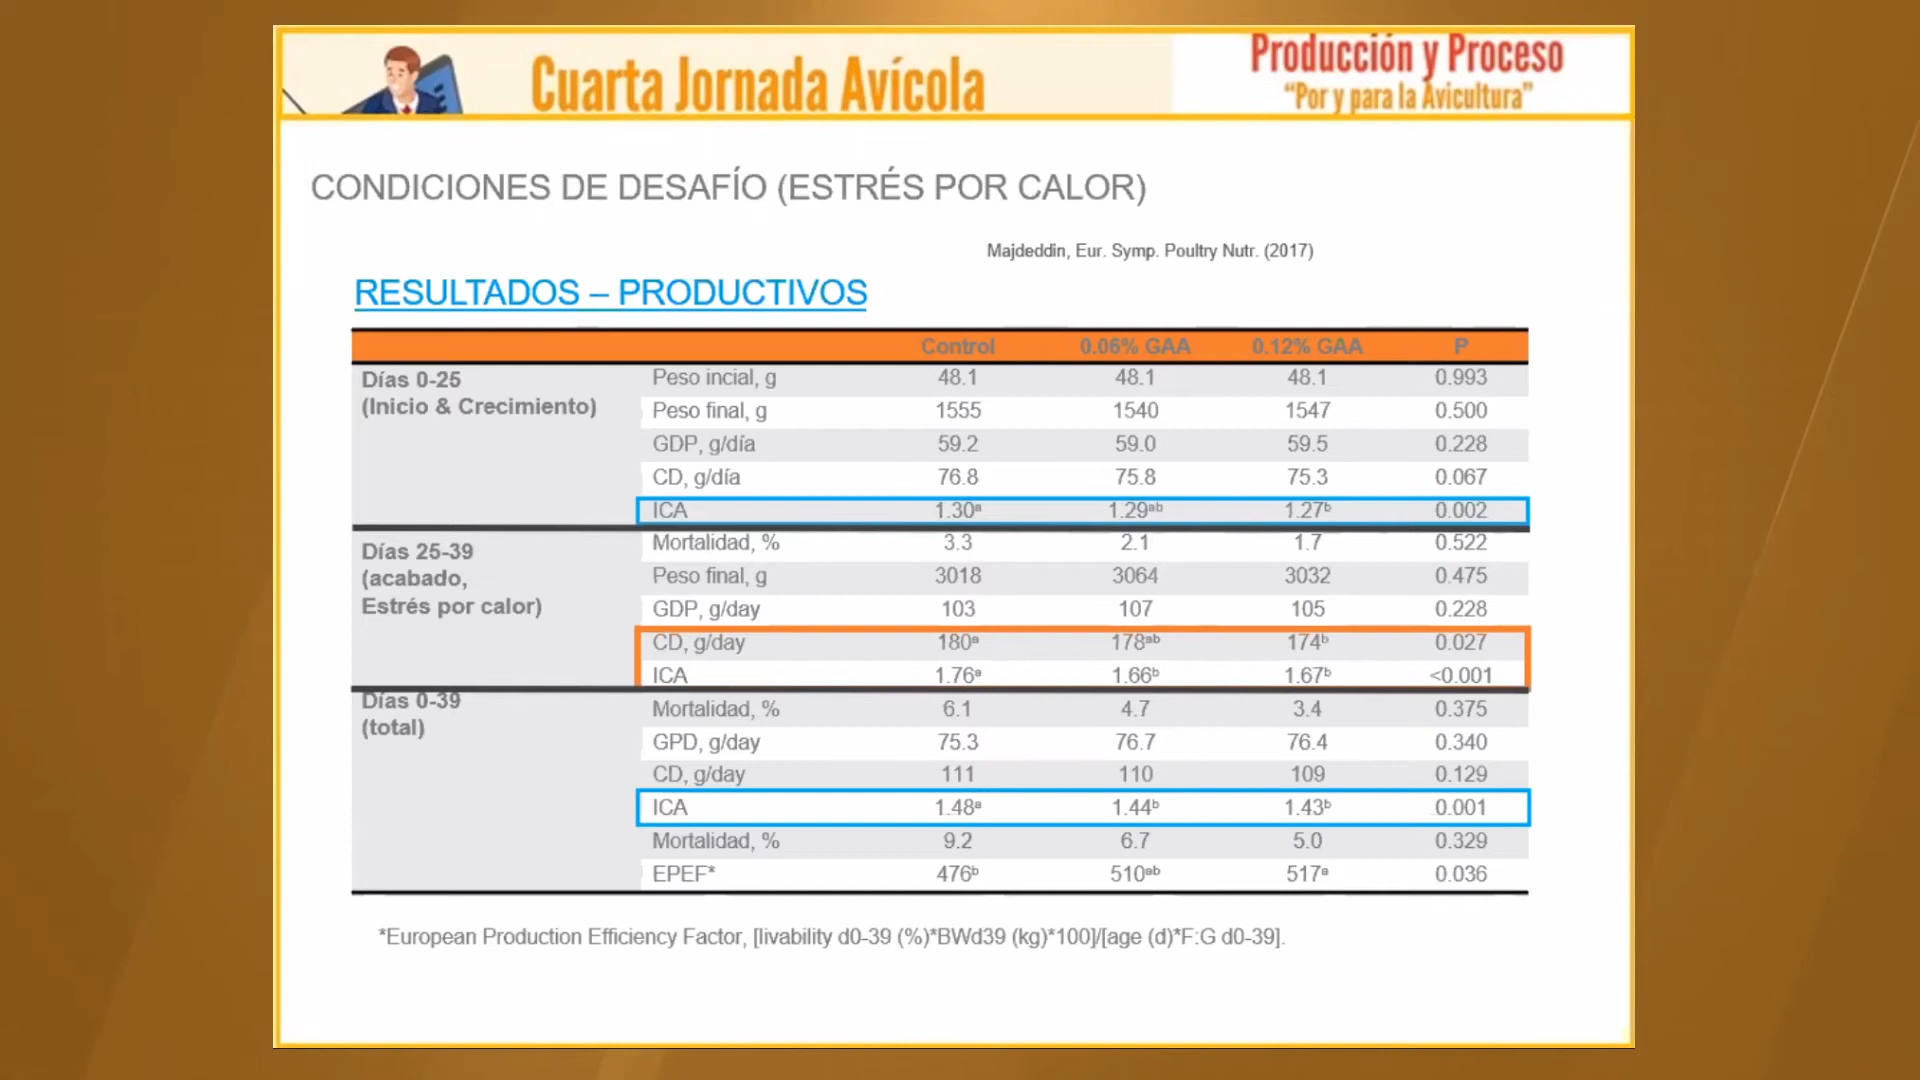 Cuarta Jornada Avícola
Producción y Proceso
“Por y para la Avicultura”
CONDICIONES DE DESAFÍO (ESTRÉS POR CALOR)
Majdeddin, Eur. Symp. Poultry Nutr. (2017)
RESULTADOS – PRODUCTIVOS
Control 0.06% GAA 0.12% GAA P
Días 0-25
(Inicio & Crecimiento)
Peso incial, g 48.1 48.1 48.1 0.993
Peso final, g 1555 1540 1547 0.500
GDP, g/día 59.2 59.0 59.5 0.228
CD, g/día 76.8 75.8 75.3 0.067
ICA 1.30ᵃ 1.29ᵃᵇ 1.27ᵇ 0.002
Mortalidad, % 3.3 2.1 1.7 0.522
Días 25-39
(acabado,
Estrés por calor)
Peso final, g 3018 3064 3032 0.475
GDP, g/day 103 107 105 0.228
CD, g/day 180ᵃ 178ᵃᵇ 174ᵇ 0.027
ICA 1.76ᵃ 1.66ᵇ 1.67ᵇ <0.001
Mortalidad, % 6.1 4.7 3.4 0.375
Días 0-39
(total)
GPD, g/day 75.3 76.7 76.4 0.340
CD, g/day 111 110 109 0.129
ICA 1.48ᵃ 1.44ᵇ 1.43ᵇ 0.001
Mortalidad, % 9.2 6.7 5.0 0.329
EPEF* 476ᵇ 510ᵃᵇ 517ᵃ 0.036
*European Production Efficiency Factor, [livability d0-39 (%)*BWd39 (kg)*100]/[age (d)*F:G d0-39].